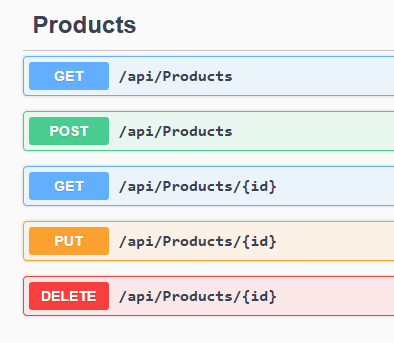 Products
GET /api/Products
POST /api/Products
GET /api/Products/{id}
PUT /api/Products/{id}
DELETE /api/Products/{id}